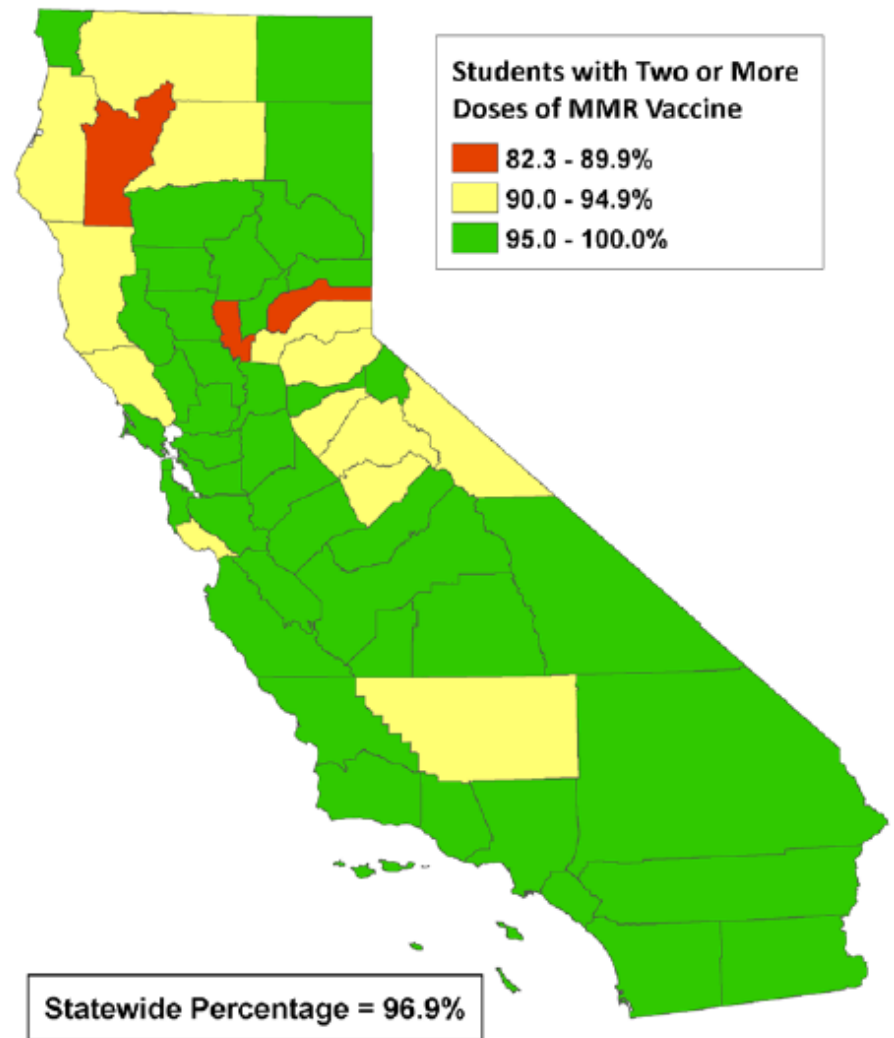 Students with Two or More
Doses of MMR Vaccine
82.3 - 89.9%
90.0 - 94.9%
95.0 - 100.0%
Statewide Percentage = 96.9%